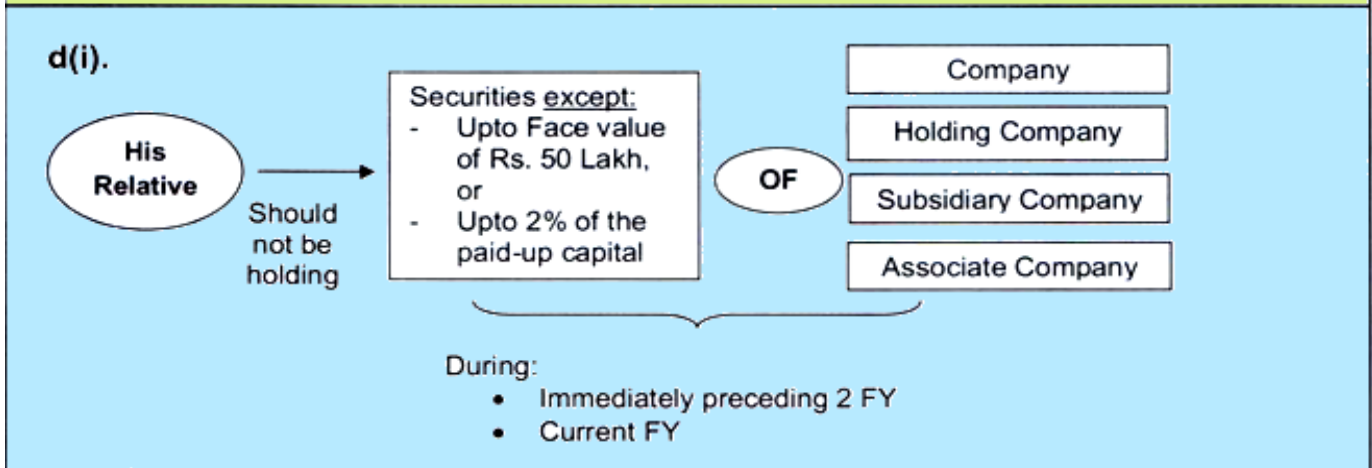 d(i).
His
Relative
Should
not be
holding
Securities except:
- Upto Face value
of Rs. 50 Lakh,
or
- Upto 2% of the
paid-up capital
OF
Company
Holding Company
Subsidiary Company
Associate Company
During:
• Immediately preceding 2 FY
• Current FY